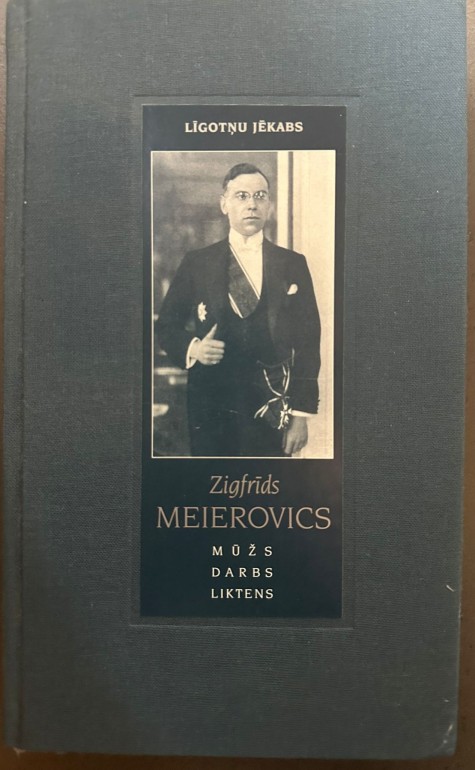 LĪGOTŅU JĒKABS
Zigfrīds
MEIEROVICS
MŪŽS
DARBS
LIKTENS